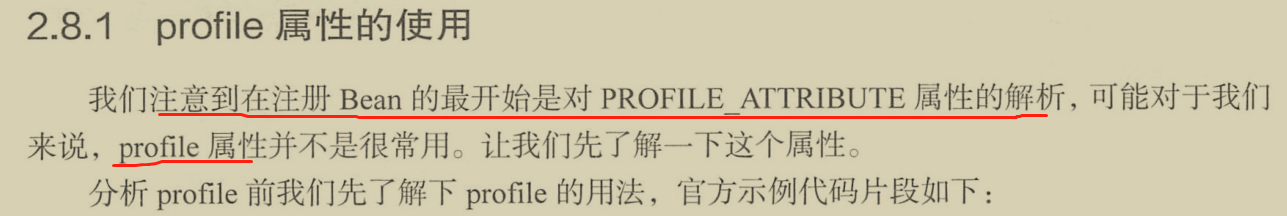 2.8.1 profile 属性的使用
我们注意到在注册 Bean 的最开始是对 PROFILE_ATTRIBUTE 属性的解析，可能对于我们
来说，profile 属性并不是很常用。让我们先了解一下这个属性。
分析 profile 前我们先了解下 profile 的用法，官方示例代码片段如下：